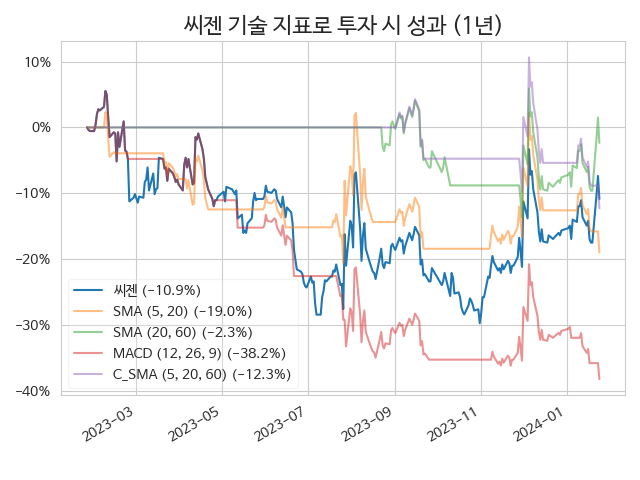 씨젠 기술 지표로 투자 시 성과 (1년)
10%
0%
−10%
−20%
−30%
−40%
씨젠 (−10.9%)
SMA (5, 20) (−19.0%)
SMA (20, 60) (−2.3%)
MACD (12, 26, 9) (−38.2%)
C_SMA (5, 20, 60) (−12.3%)
2023−03
2023−05
2023−07
2023−09
2023−11
2024−01